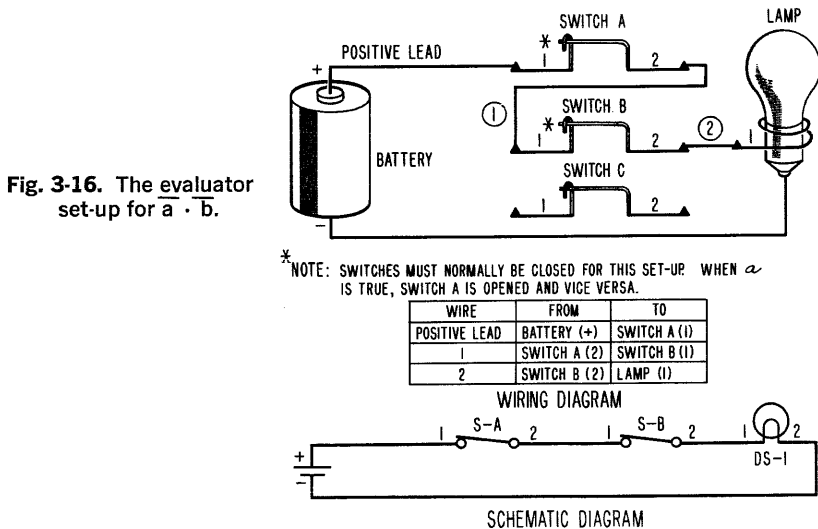 Fig. 3-16. The evaluator
set-up for a̅ · b̅.
SWITCH A
LAMP
POSITIVE LEAD
* 1 2
+
1
SWITCH B
* 1 2
2
1
BATTERY
SWITCH C
1 2
−
*NOTE: SWITCHES MUST NORMALLY BE CLOSED FOR THIS SET-UP. WHEN a
IS TRUE, SWITCH A IS OPENED AND VICE VERSA.
WIRE FROM TO
POSITIVE LEAD BATTERY (+) SWITCH A (1)
1 SWITCH A (2) SWITCH B (1)
2 SWITCH B (2) LAMP (1)
WIRING DIAGRAM
1 S-A 2 1 S-B 2 1 2
+
−
DS-1
SCHEMATIC DIAGRAM